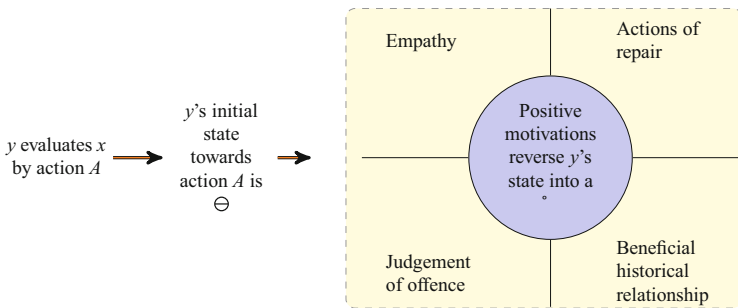 y evaluates x
by action A
y's initial
state
towards
action A is
⊖
Empathy
Actions of
repair
Positive
motivations
reverse y's
state into a
°
Judgement
of offence
Beneficial
historical
relationship